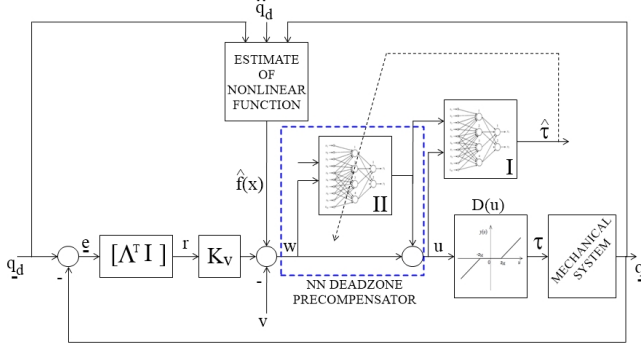 q̈d
ESTIMATE
OF
NONLINEAR
FUNCTION
τ̂
I
II
f̂(x)
D(u)
qd
-
e
[Λᵀ I]
r
Kv
w
-
v
NN DEADZONE
PRECOMPENSATOR
u
τ
MECHANICAL
SYSTEM
q